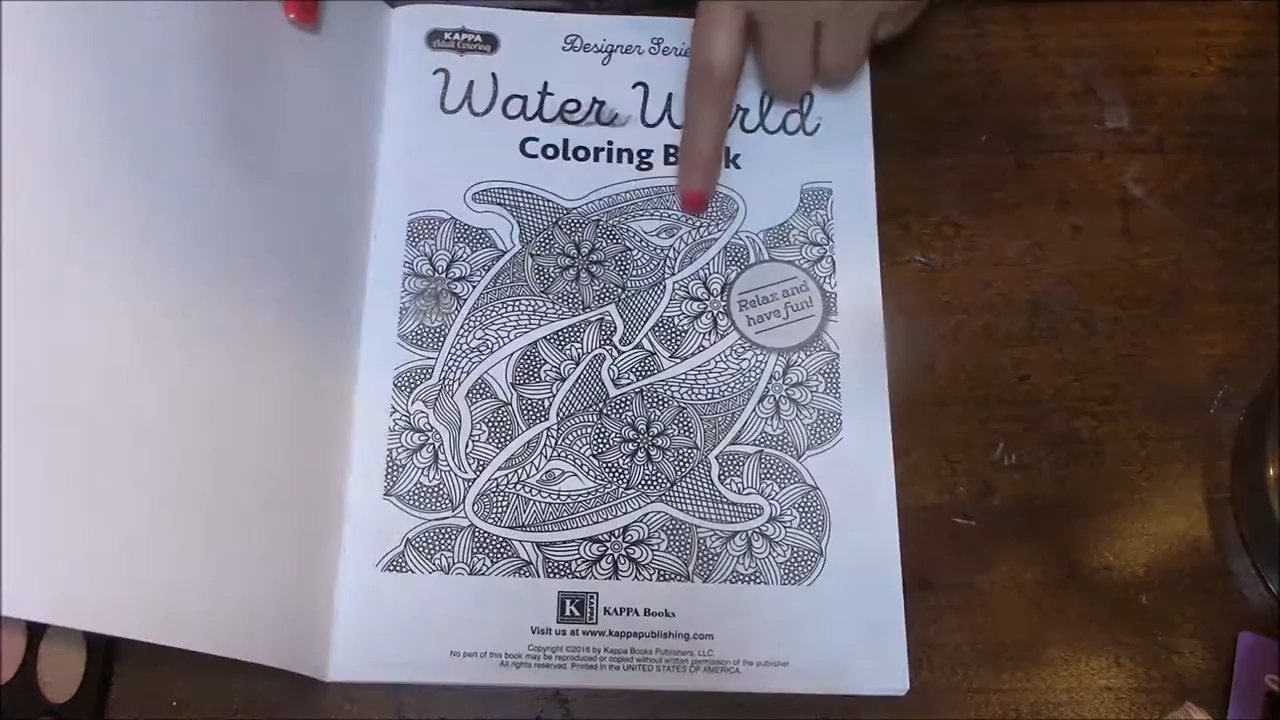 KAPPA
Adult Coloring
Designer Serie
Water W rld
Coloring B k
Relax and
have fun!
K
KAPPA
KAPPA Books
Visit us at www.kappapublishing.com
Copyright ©2016 by Kappa Books Publishers, LLC.
No part of this book may be reproduced or copied without written permission of the publisher
All rights reserved. Printed in the UNITED STATES OF AMERICA.